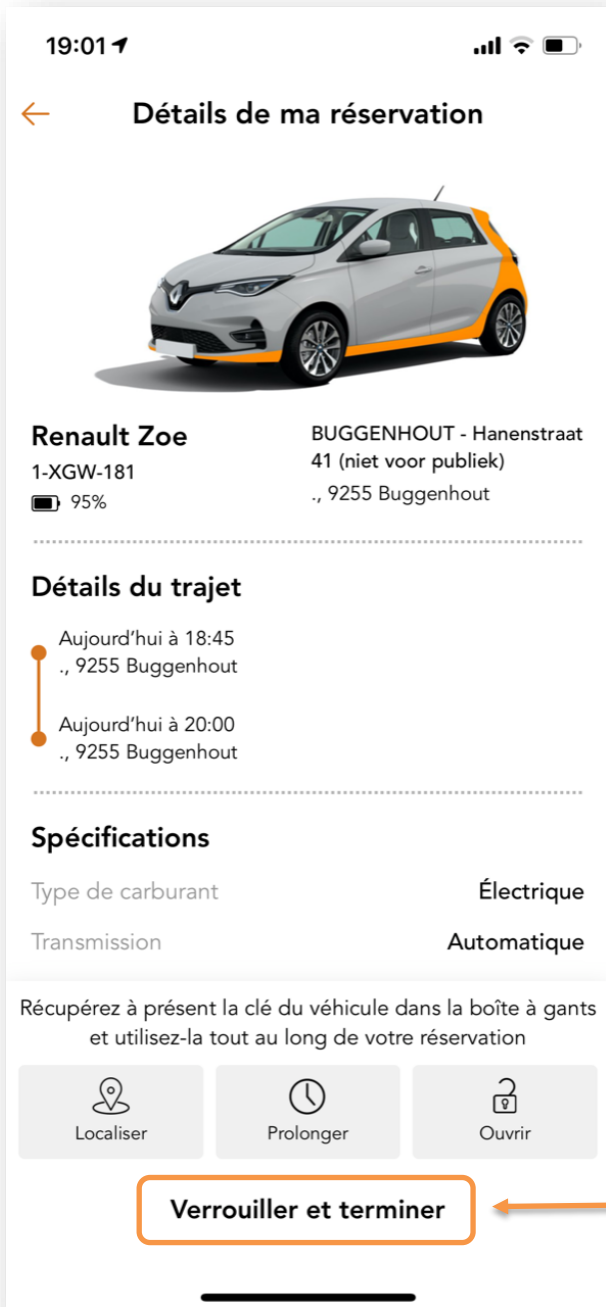 19:01
Détails de ma réservation
Renault Zoe
1-XGW-181
95%
BUGGENHOUT - Hanenstraat
41 (niet voor publiek)
., 9255 Buggenhout
Détails du trajet
Aujourd'hui à 18:45
., 9255 Buggenhout
Aujourd'hui à 20:00
., 9255 Buggenhout
Spécifications
Type de carburant Électrique
Transmission Automatique
Récupérez à présent la clé du véhicule dans la boîte à gants
et utilisez-la tout au long de votre réservation
Localiser Prolonger Ouvrir
Verrouiller et terminer